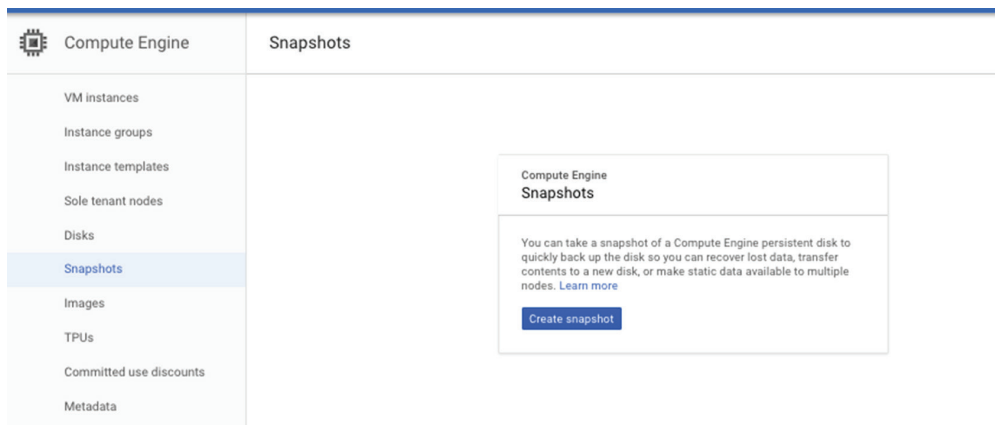 Compute Engine
Snapshots
VM instances
Instance groups
Instance templates
Sole tenant nodes
Disks
Snapshots
Images
TPUs
Committed use discounts
Metadata
Compute Engine
Snapshots
You can take a snapshot of a Compute Engine persistent disk to
quickly back up the disk so you can recover lost data, transfer
contents to a new disk, or make static data available to multiple
nodes. Learn more
Create snapshot